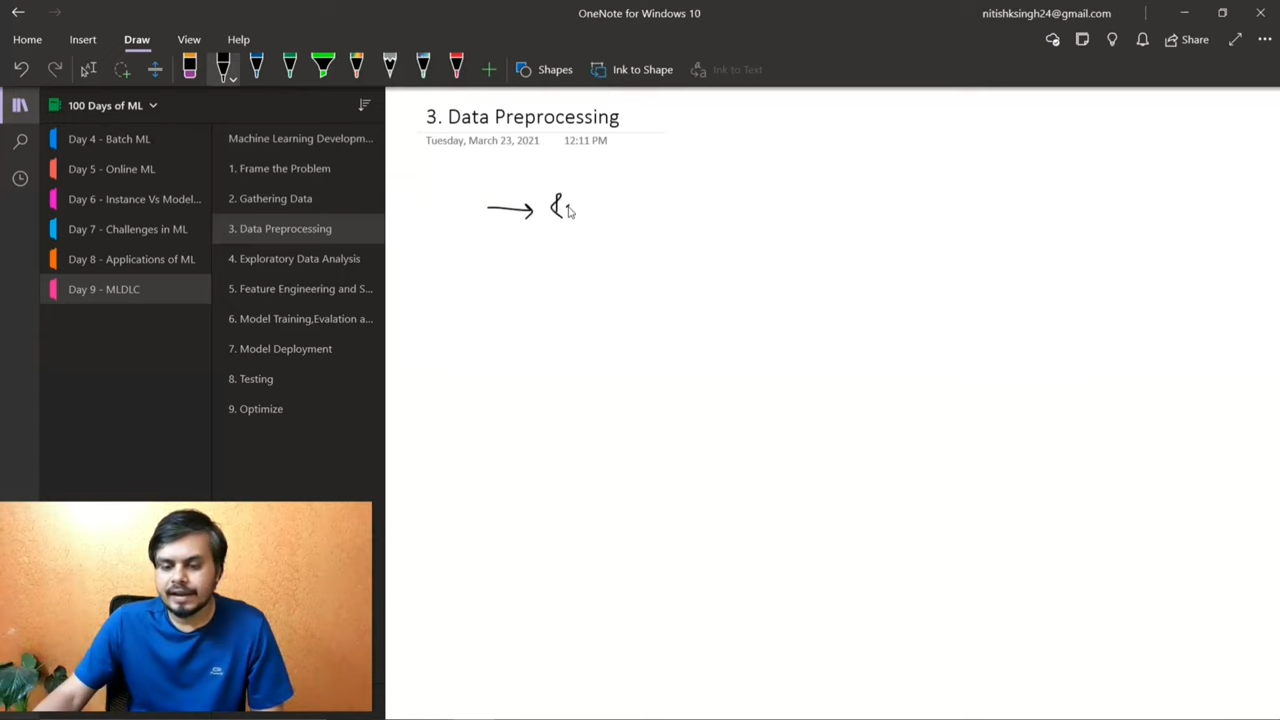 OneNote for Windows 10
nitishksingh24@gmail.com
Home
Insert
Draw
View
Help
Share
Shapes
Ink to Shape
Ink to Text
100 Days of ML
Day 4 - Batch ML
Day 5 - Online ML
Day 6 - Instance Vs Model...
Day 7 - Challenges in ML
Day 8 - Applications of ML
Day 9 - MLDLC
Machine Learning Developm...
1. Frame the Problem
2. Gathering Data
3. Data Preprocessing
4. Exploratory Data Analysis
5. Feature Engineering and S...
6. Model Training,Evalation a...
7. Model Deployment
8. Testing
9. Optimize
3. Data Preprocessing
Tuesday, March 23, 2021 12:11 PM